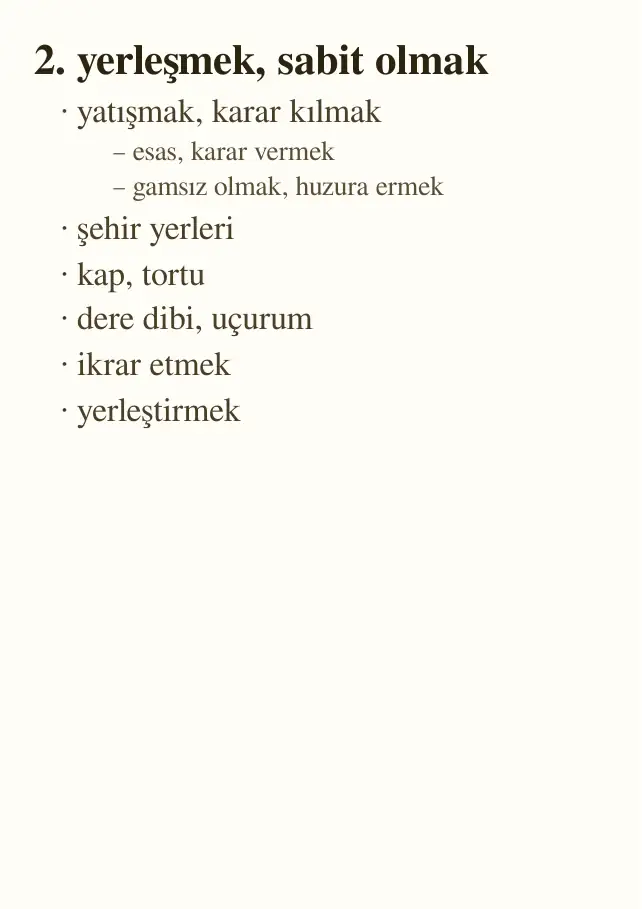 2. yerleşmek, sabit olmak
· yatışmak, karar kılmak
– esas, karar vermek
– gamsız olmak, huzura ermek
· şehir yerleri
· kap, tortu
· dere dibi, uçurum
· ikrar etmek
· yerleştirmek